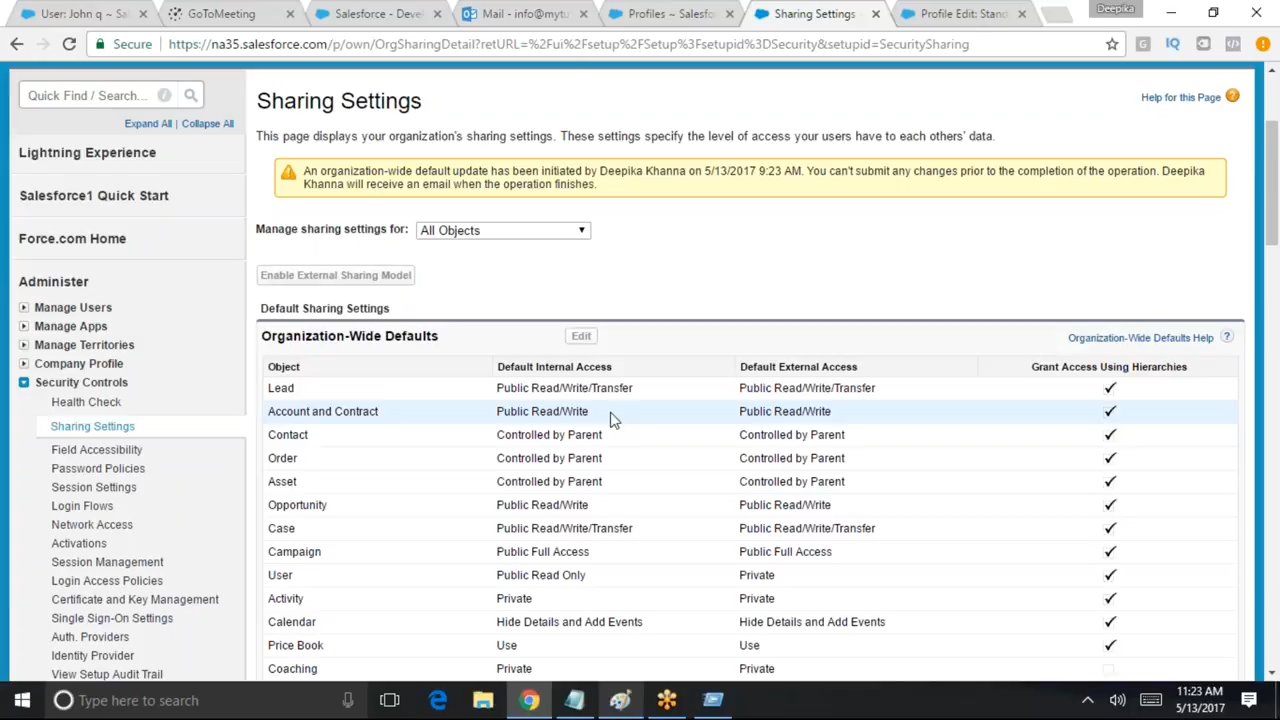 User: John q ~ Sa
GoToMeeting
Salesforce - Deve
Mail - info@mytu
Profiles ~ Salesfo
Sharing Settings
Profile Edit: Stand
Deepika
Secure
https://na35.salesforce.com/p/own/OrgSharingDetail?retURL=%2Fui%2Fsetup%2FSetup%3Fsetupid%3DSecurity&setupid=SecuritySharing
G
IQ
Quick Find / Search...
Expand All | Collapse All
Lightning Experience
Salesforce1 Quick Start
Force.com Home
Administer
Manage Users
Manage Apps
Manage Territories
Company Profile
Security Controls
Health Check
Sharing Settings
Field Accessibility
Password Policies
Session Settings
Login Flows
Network Access
Activations
Session Management
Login Access Policies
Certificate and Key Management
Single Sign-On Settings
Auth. Providers
Identity Provider
View Setup Audit Trail
Sharing Settings
Help for this Page
This page displays your organization's sharing settings. These settings specify the level of access your users have to each others' data.
An organization-wide default update has been initiated by Deepika Khanna on 5/13/2017 9:23 AM. You can't submit any changes prior to the completion of the operation. Deepika
Khanna will receive an email when the operation finishes.
Manage sharing settings for: All Objects
Enable External Sharing Model
Default Sharing Settings
Organization-Wide Defaults Edit Organization-Wide Defaults Help ?
Object Default Internal Access Default External Access Grant Access Using Hierarchies
Lead Public Read/Write/Transfer Public Read/Write/Transfer
Account and Contract Public Read/Write Public Read/Write
Contact Controlled by Parent Controlled by Parent
Order Controlled by Parent Controlled by Parent
Asset Controlled by Parent Controlled by Parent
Opportunity Public Read/Write Public Read/Write
Case Public Read/Write/Transfer Public Read/Write/Transfer
Campaign Public Full Access Public Full Access
User Public Read Only Private
Activity Private Private
Calendar Hide Details and Add Events Hide Details and Add Events
Price Book Use Use
Coaching Private Private
Type here to search
11:23 AM
5/13/2017